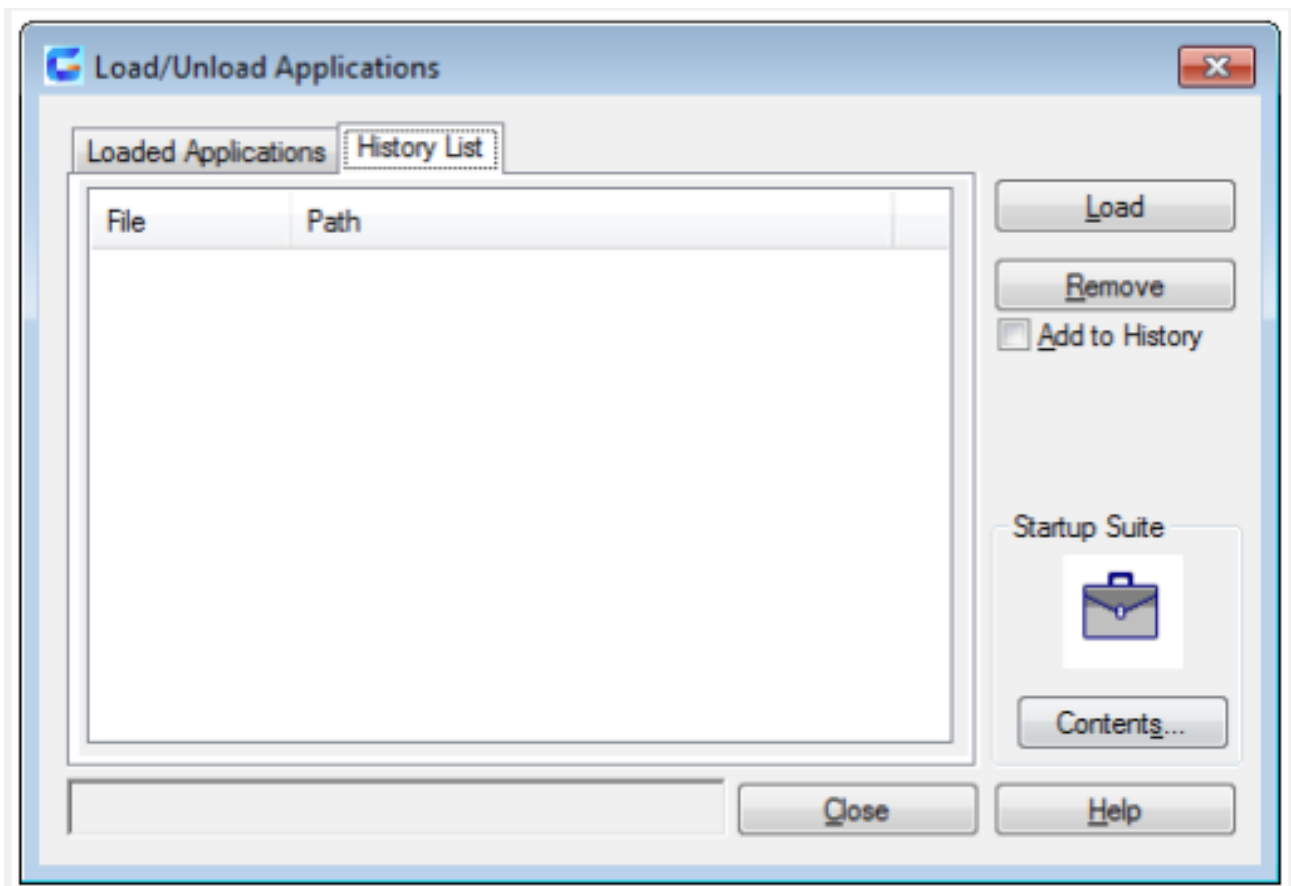 Load/Unload Applications
Loaded Applications History List
File Path
Load
Remove
Add to History
Startup Suite
Contents...
Close Help